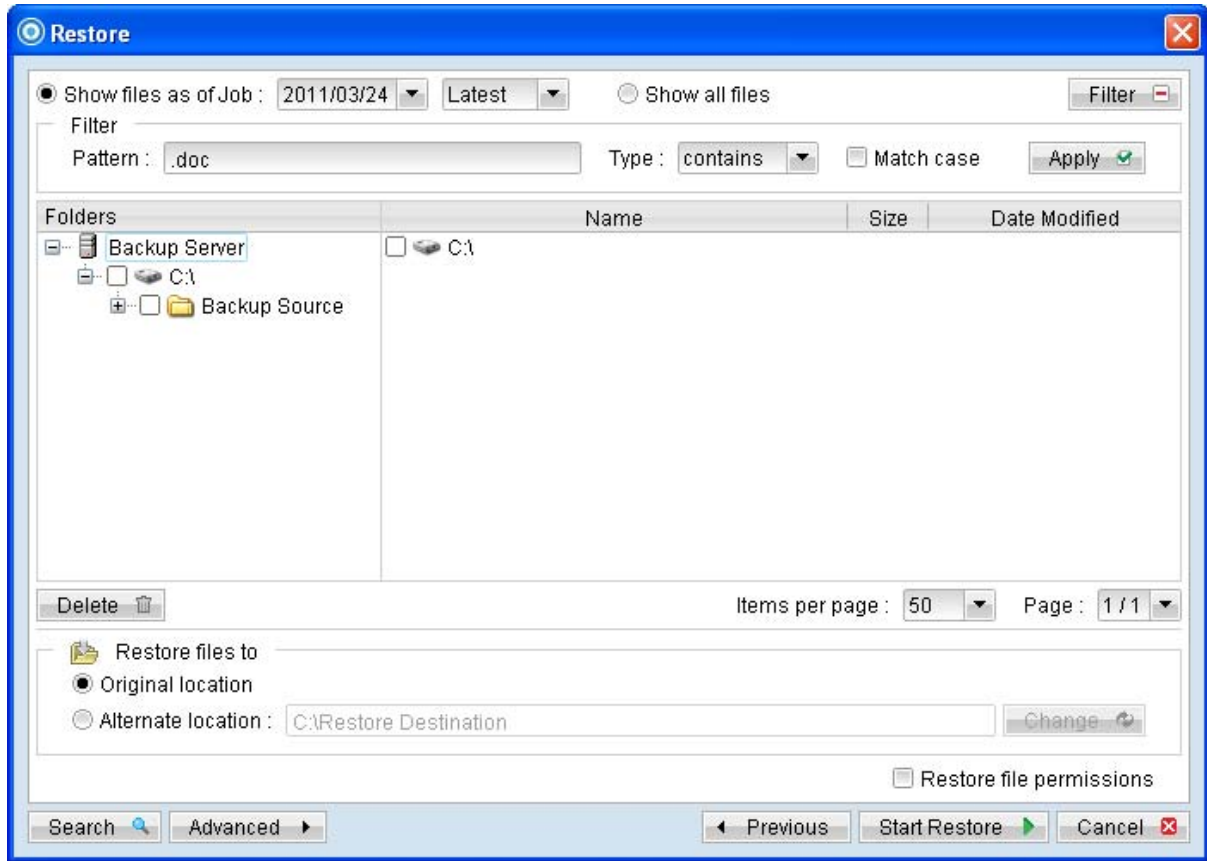 Restore
Show files as of Job : 2011/03/24 Latest Show all files Filter
Filter
Pattern : .doc Type : contains Match case Apply
Folders Name Size Date Modified
Backup Server C:\
C:\
Backup Source
Delete Items per page : 50 Page : 1 / 1
Restore files to
Original location
Alternate location : C:\Restore Destination Change
Restore file permissions
Search Advanced Previous Start Restore Cancel